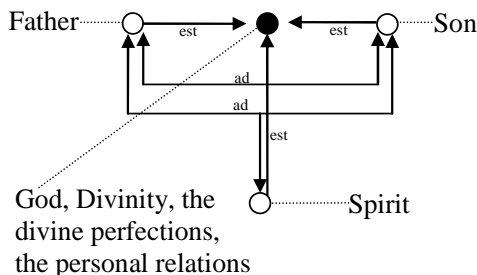 Father
Son
est
est
ad
ad
est
God, Divinity, the
divine perfections,
the personal relations
Spirit